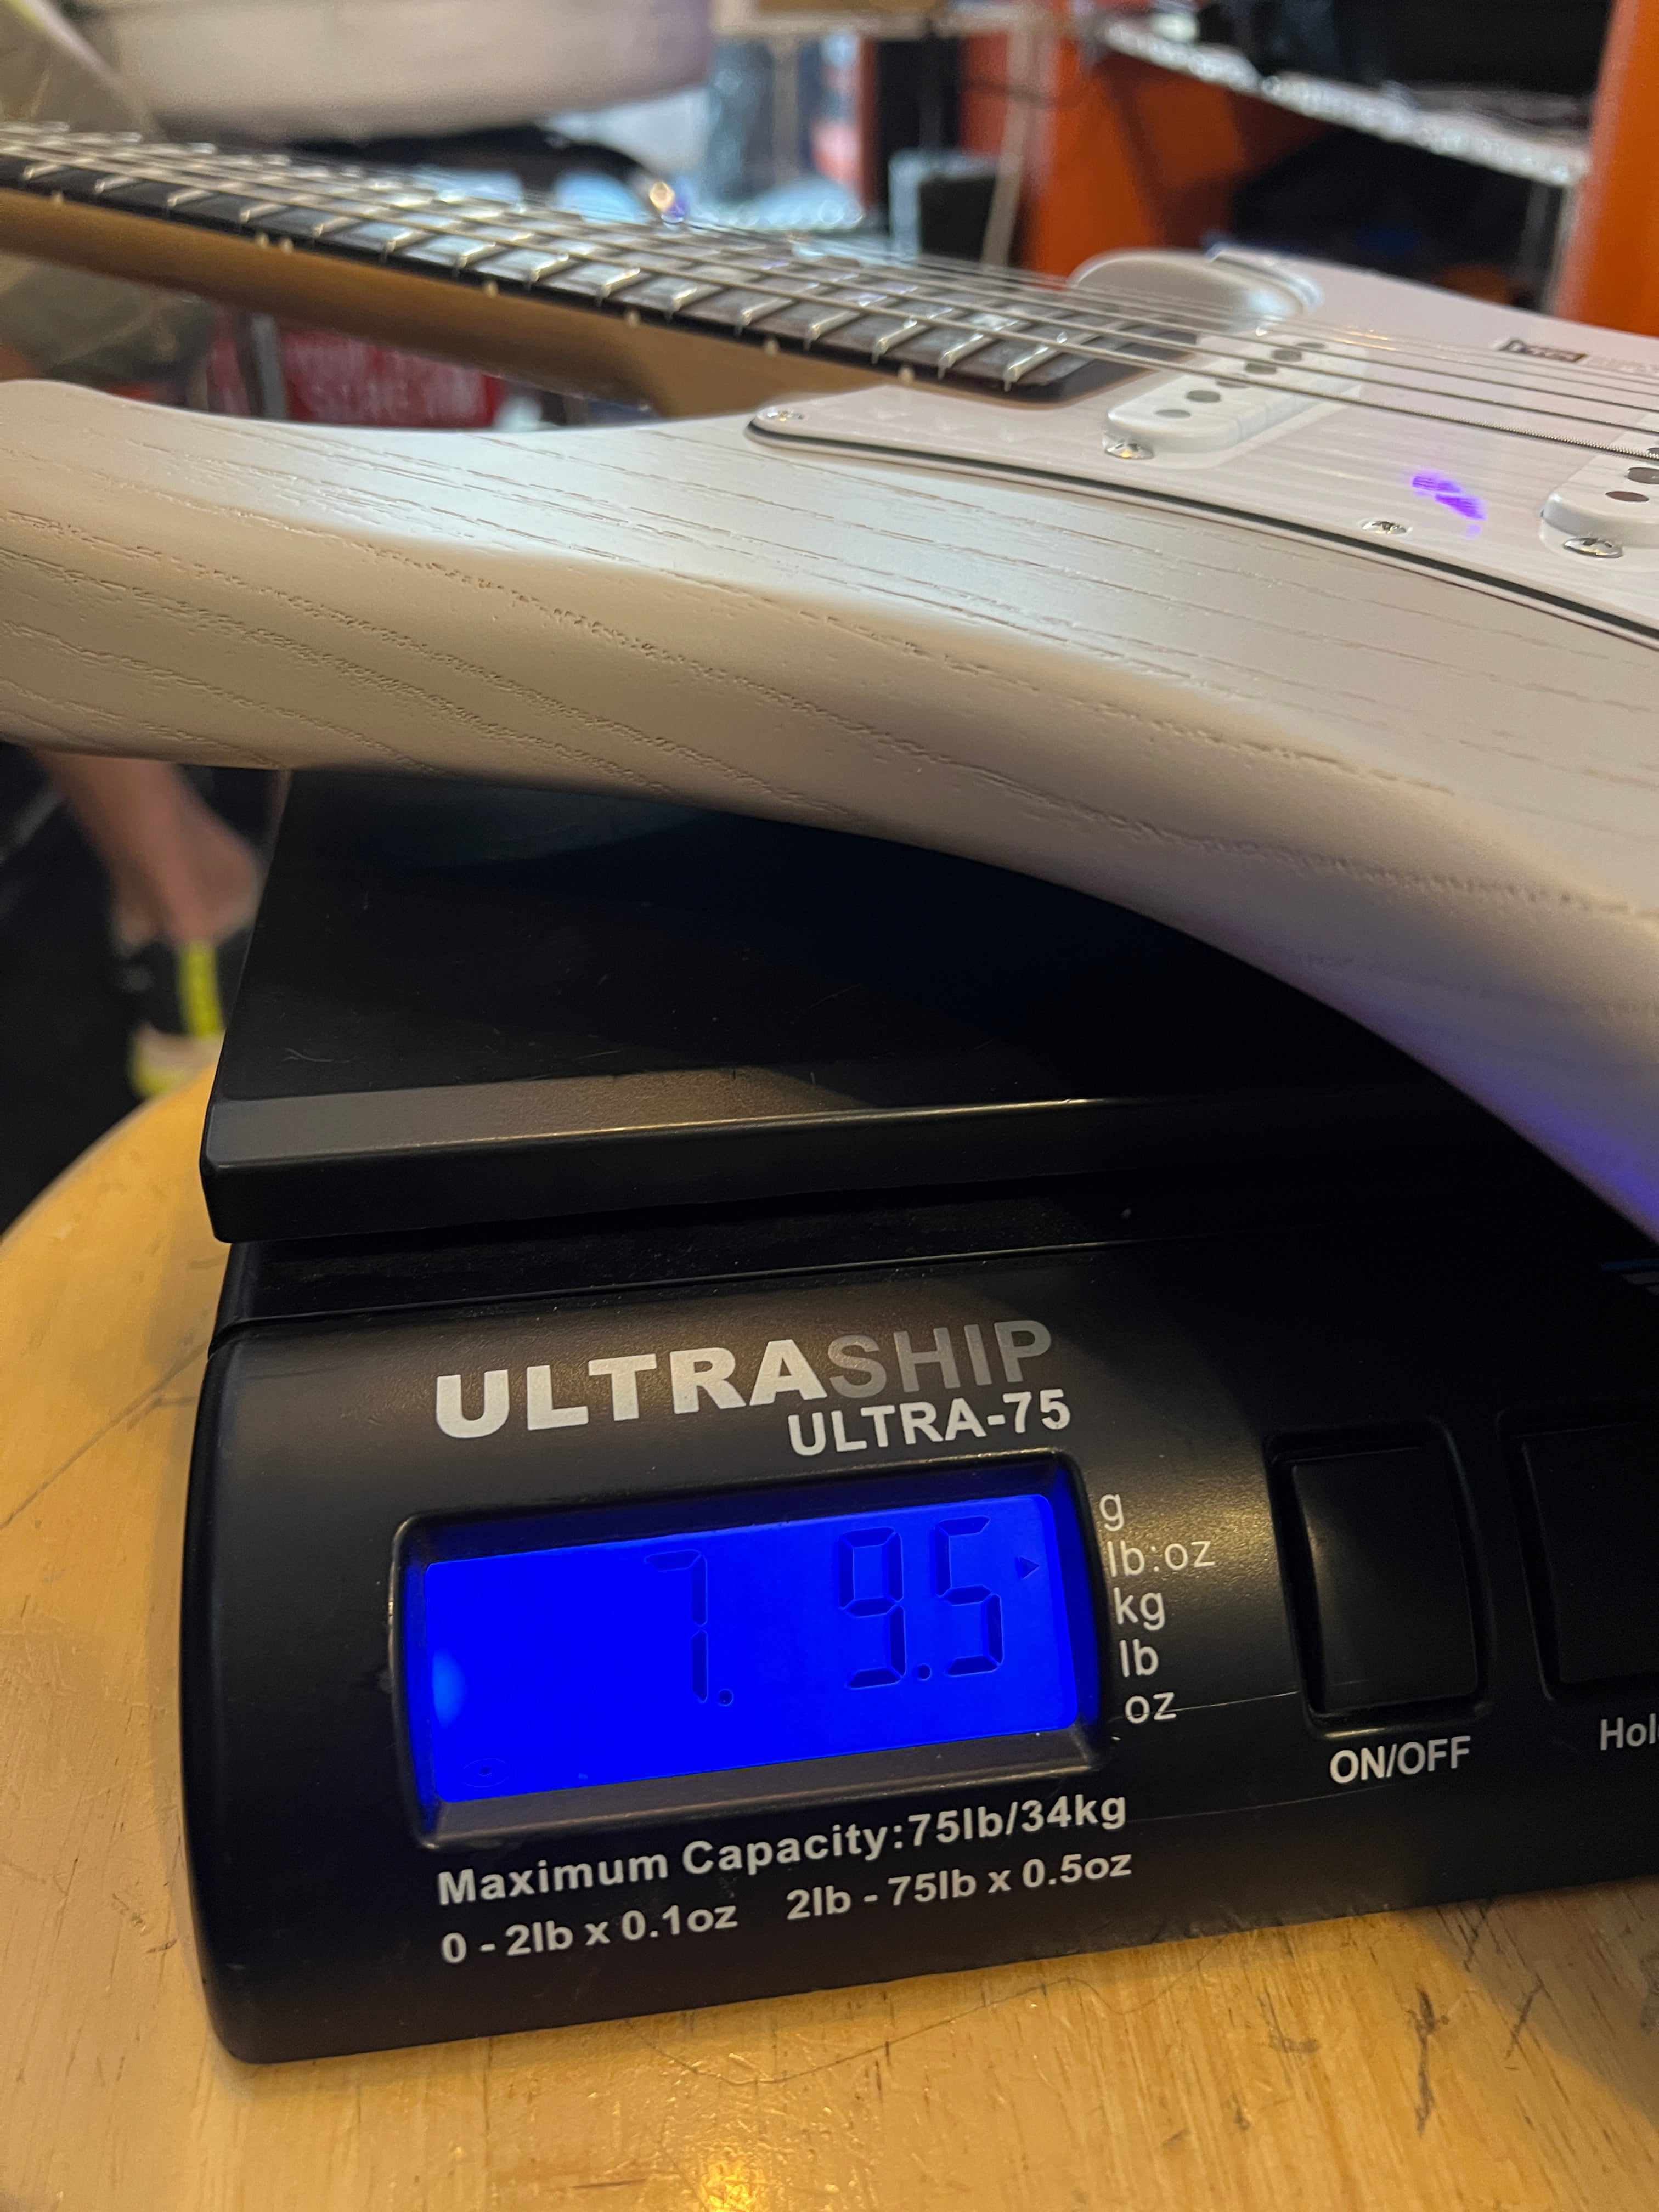 ULTRASHIP
ULTRA-75
7. 9.5
g
lb:oz
kg
lb
oz
ON/OFF
Maximum Capacity:75lb/34kg
0 - 2lb x 0.1oz 2lb - 75lb x 0.5oz